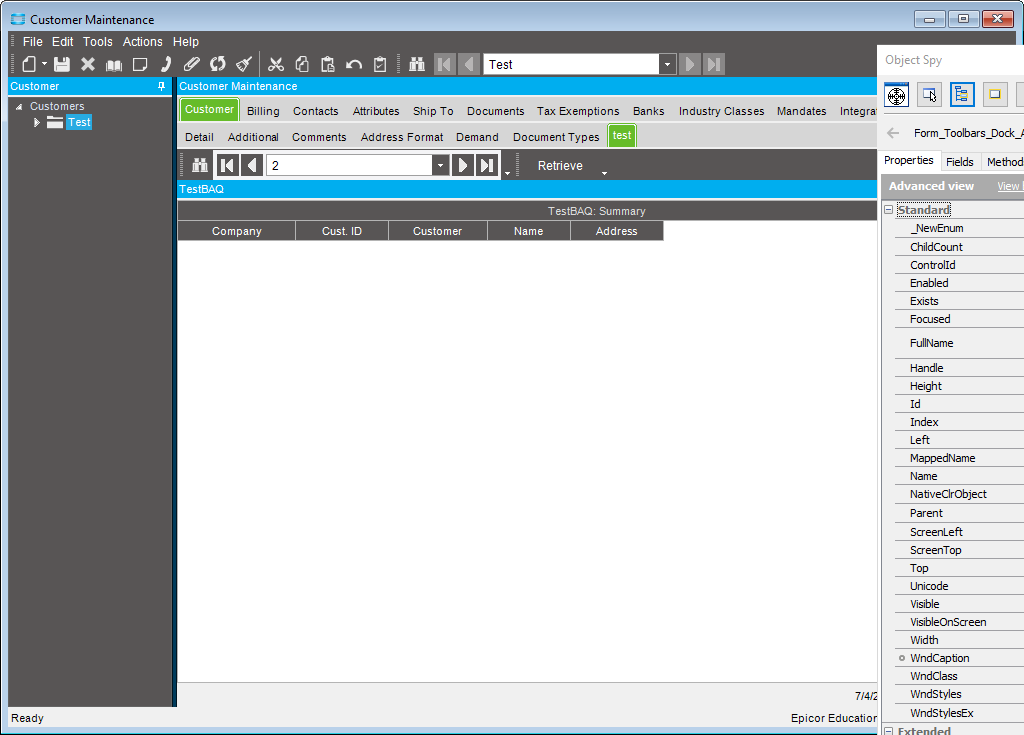 Customer Maintenance
File Edit Tools Actions Help
Test
Customer
Customers
Test
Customer Maintenance
Customer Billing Contacts Attributes Ship To Documents Tax Exemptions Banks Industry Classes Mandates Integra
Detail Additional Comments Address Format Demand Document Types test
2 Retrieve
TestBAQ
TestBAQ: Summary
Company Cust. ID Customer Name Address
7/4/2
Ready
Epicor Education
Object Spy
Form_Toolbars_Dock_A
Properties Fields Method
Advanced view View
Standard
_NewEnum
ChildCount
ControlId
Enabled
Exists
Focused
FullName
Handle
Height
Id
Index
Left
MappedName
Name
NativeClrObject
Parent
ScreenLeft
ScreenTop
Top
Unicode
Visible
VisibleOnScreen
Width
WndCaption
WndClass
WndStyles
WndStylesEx
Extended